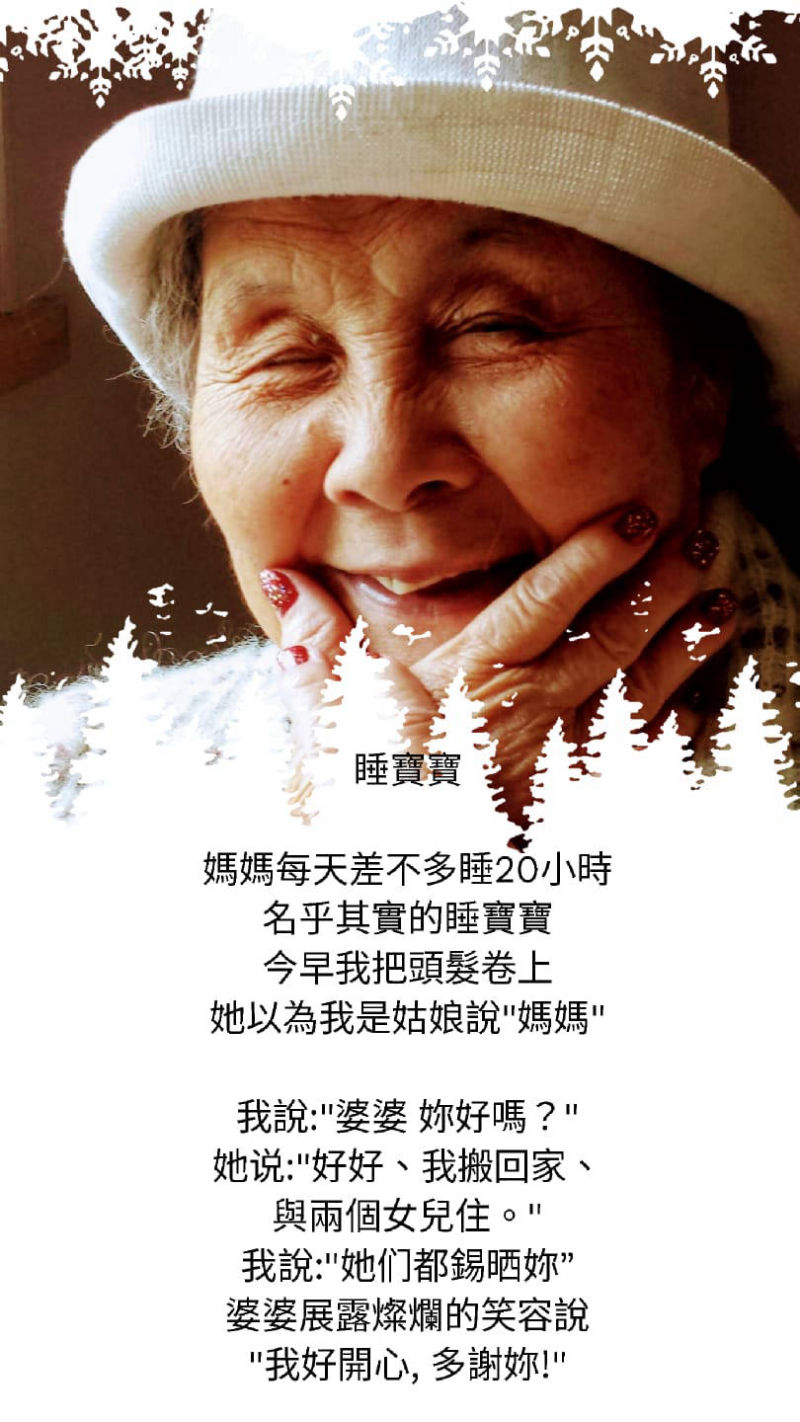 睡寶寶
媽媽每天差不多睡20小時
名乎其實的睡寶寶
今早我把頭髮卷上
她以為我是姑娘說"媽媽"
我說:"婆婆 妳好嗎？"
她说:"好好、我搬回家、
與兩個女兒住。"
我說:"她们都錫晒妳”
婆婆展露燦爛的笑容說
"我好開心, 多謝妳!"